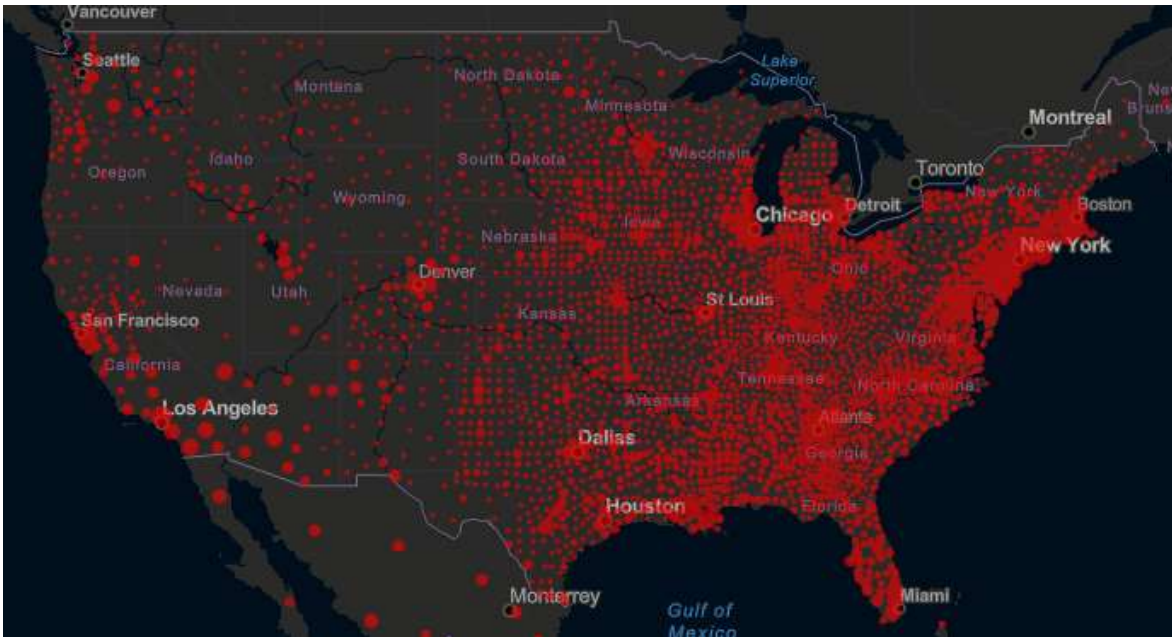 Vancouver
Seattle
Lake
Superior
Montana
North Dakota
Minnesota
Montreal
Oregon
Idaho
South Dakota
Wisconsin
Toronto
Wyoming
New York
Chicago
Detroit
Boston
Nebraska
Iowa
New York
Denver
Ohio
Nevada
Utah
St Louis
San Francisco
Kansas
Kentucky
Virginia
California
Tennessee
North Carolina
Arkansas
Los Angeles
Atlanta
Dallas
Georgia
Houston
Florida
Monterrey
Miami
Gulf of
Mexico